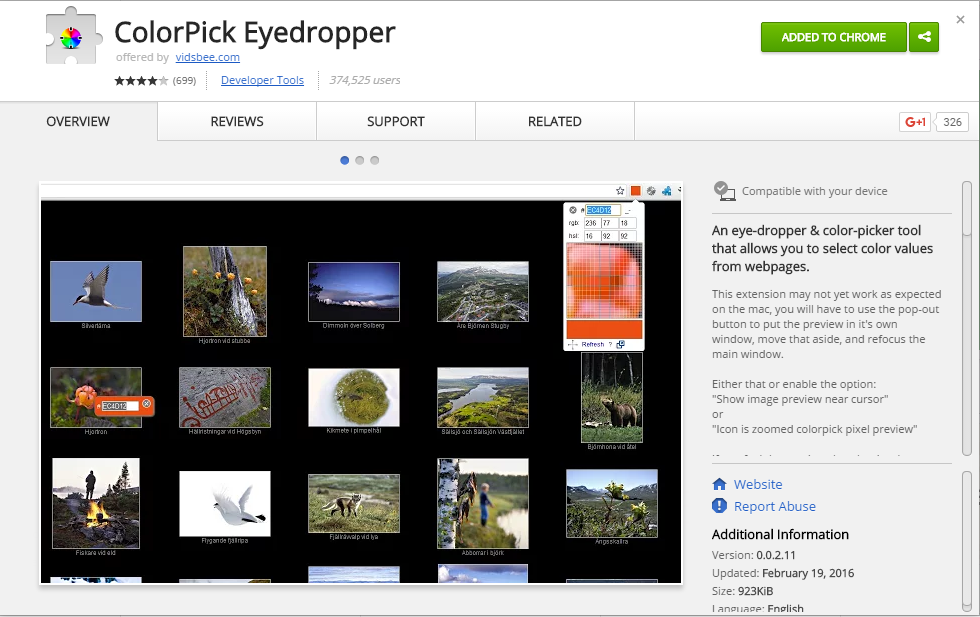 ColorPick Eyedropper
offered by vidsbee.com
(699) Developer Tools 374,525 users
ADDED TO CHROME
OVERVIEW REVIEWS SUPPORT RELATED
G+1 326
# EC4D12
rgb: 236 77 18
hsl: 16 92 92
Refresh ?
Silvertärna
Hjortron vid stubbe
Dimmoln över Solberg
Åre Björnen Stugby
# EC4D12
Hjortron
Hällristningar vid Högsbyn
Kikmete i pimpelhål
Sällsjö och Sällsjön Västfjället
Björnhona vid åtel
Fiskare vid eld
Flygande fjällripa
Fjällrävvalp vid lya
Abborrar i björk
Compatible with your device
An eye-dropper & color-picker tool
that allows you to select color values
from webpages.
This extension may not yet work as expected
on the mac, you will have to use the pop-out
button to put the preview in it's own
window, move that aside, and refocus the
main window.
Either that or enable the option:
"Show image preview near cursor"
or
"Icon is zoomed colorpick pixel preview"
Website
Report Abuse
Additional Information
Version: 0.0.2.11
Updated: February 19, 2016
Size: 923KiB
Language: English